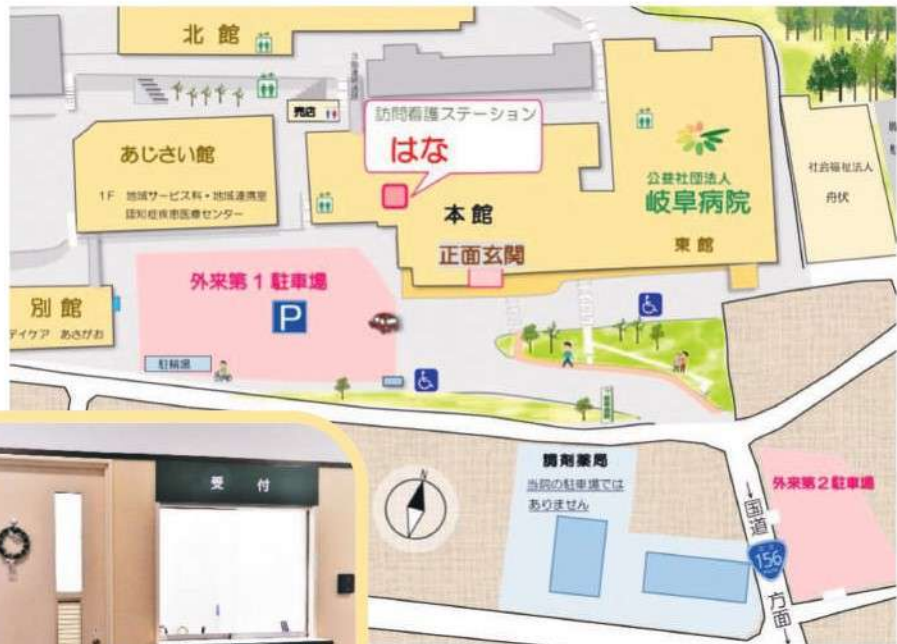 北館
売店
訪問看護ステーション
はな
あじさい館
1F 地域サービス科・地域連携室
認知症疾患医療センター
本館
正面玄関
公益社団法人
岐阜病院
東館
社会福祉法人
舟伏
外来第1駐車場
P
別館
デイケア あさがお
駐輪場
N
調剤薬局
当院の駐車場では
ありません
外来第2駐車場
国道
156
方面
受付